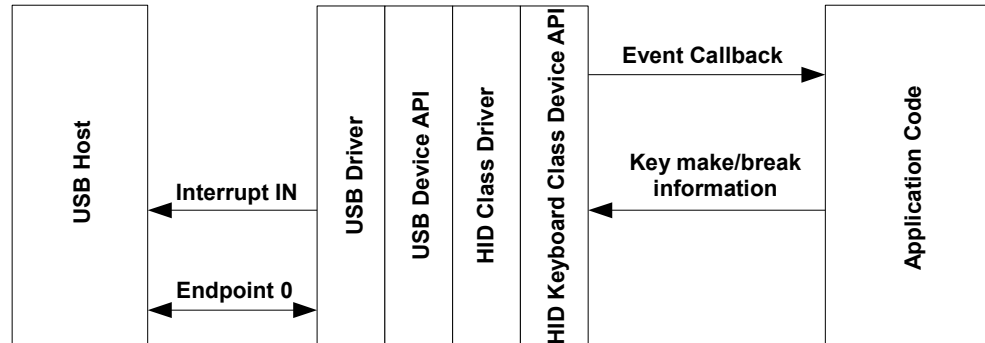 USB Host
Interrupt IN
Endpoint 0
USB Driver
USB Device API
HID Class Driver
HID Keyboard Class Device API
Event Callback
Key make/break
information
Application Code